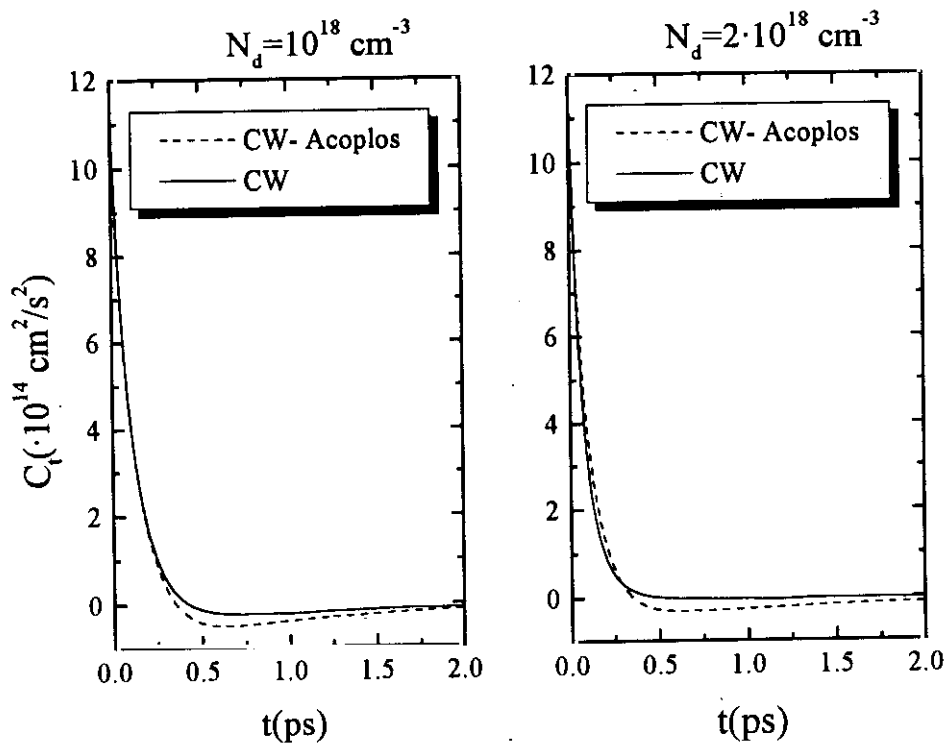 N_d=10^18 cm^-3
12
10
8
6
4
2
0
C_t(·10^14 cm^2/s^2)
CW- Acoplos
CW
0.0 0.5 1.0 1.5 2.0
t(ps)
N_d=2·10^18 cm^-3
12
10
8
6
4
2
0
CW- Acoplos
CW
0.0 0.5 1.0 1.5 2.0
t(ps)